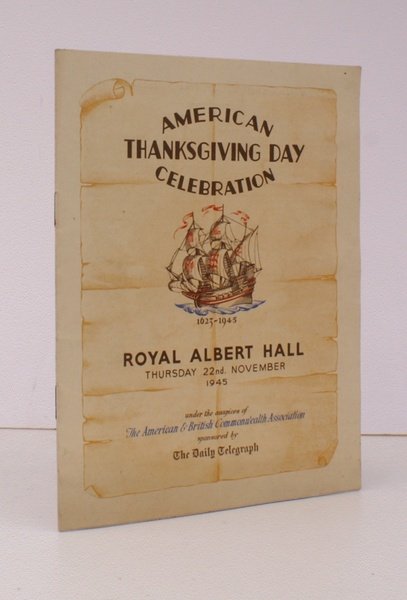 AMERICAN
THANKSGIVING DAY
CELEBRATION
1623-1945
ROYAL ALBERT HALL
THURSDAY 22nd. NOVEMBER
1945
under the auspices of
The American & British Commonwealth Association
sponsored by
The Daily Telegraph